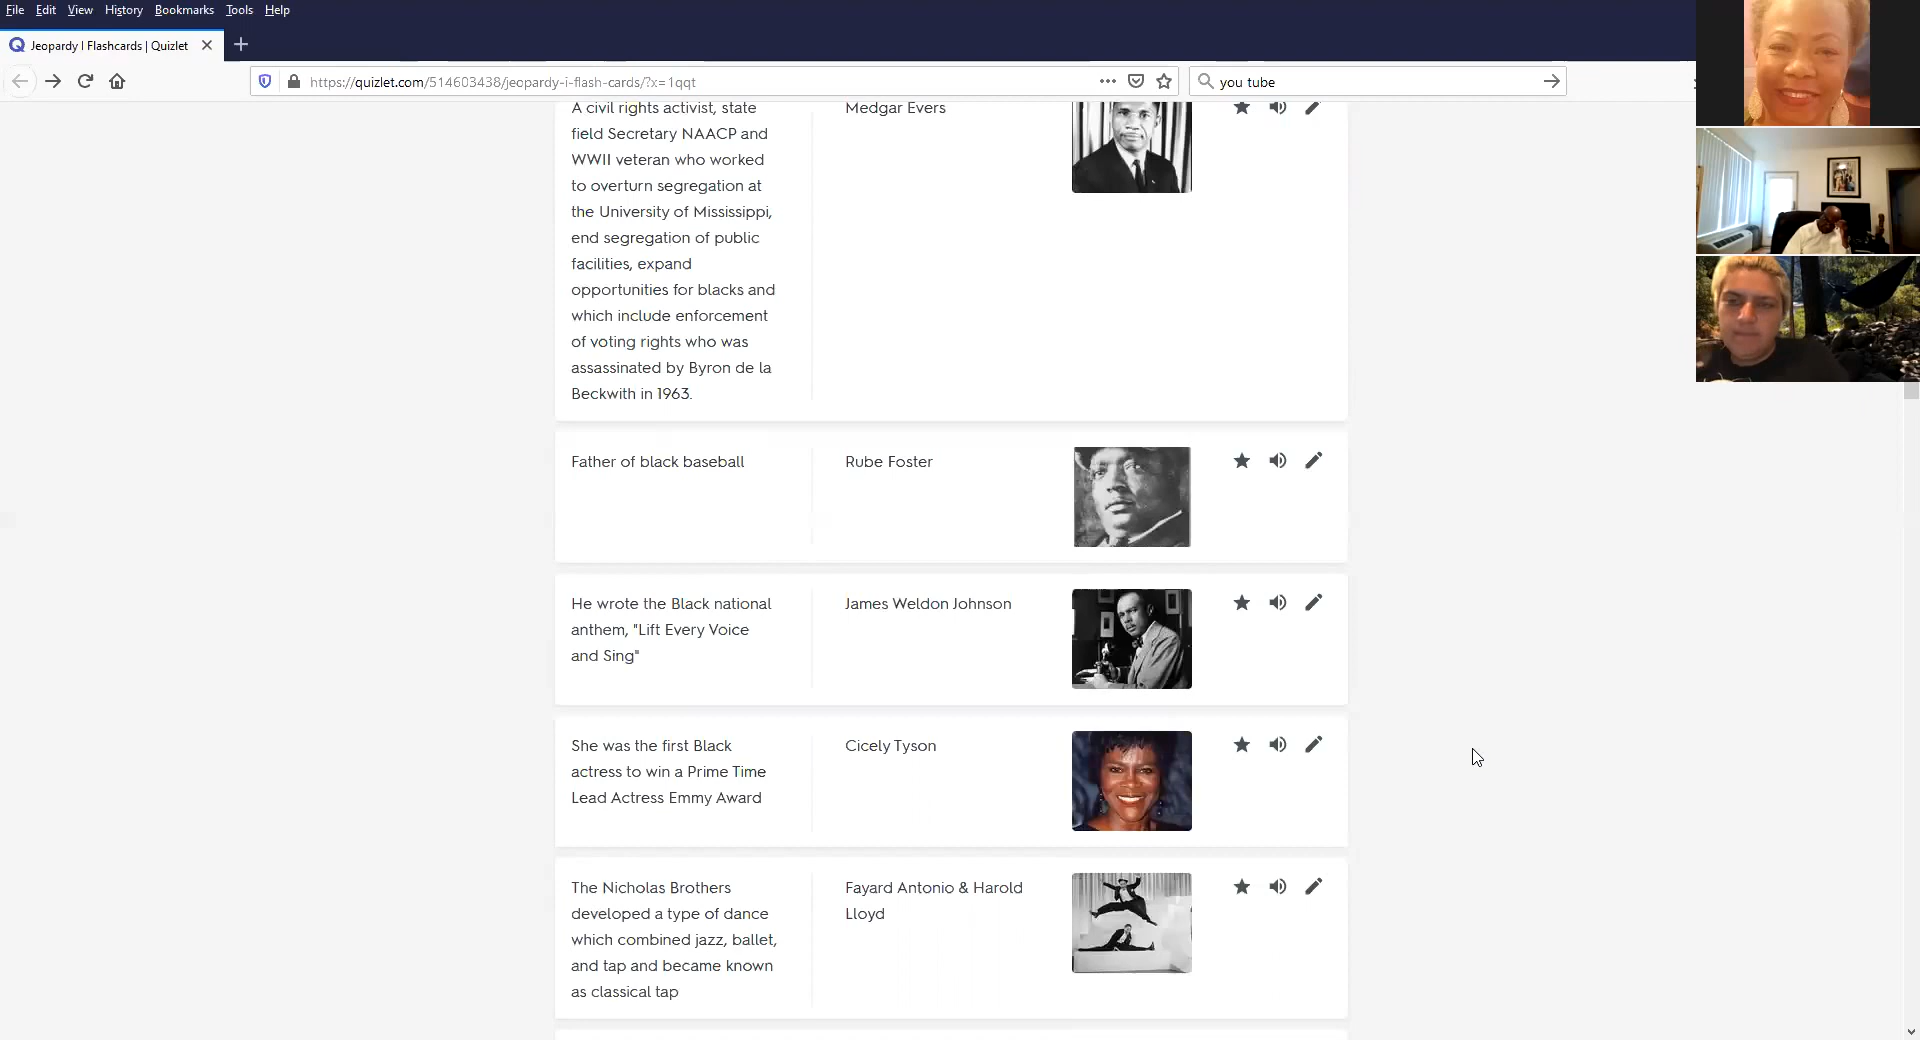 File Edit View History Bookmarks Tools Help
Jeopardy I Flashcards | Quizlet
https://quizlet.com/514603438/jeopardy-i-flash-cards/?x=1qqt
you tube
A civil rights activist, state
field Secretary NAACP and
WWII veteran who worked
to overturn segregation at
the University of Mississippi,
end segregation of public
facilities, expand
opportunities for blacks and
which include enforcement
of voting rights who was
assassinated by Byron de la
Beckwith in 1963.
Medgar Evers
Father of black baseball
Rube Foster
He wrote the Black national
anthem, "Lift Every Voice
and Sing"
James Weldon Johnson
She was the first Black
actress to win a Prime Time
Lead Actress Emmy Award
Cicely Tyson
The Nicholas Brothers
developed a type of dance
which combined jazz, ballet,
and tap and became known
as classical tap
Fayard Antonio & Harold
Lloyd